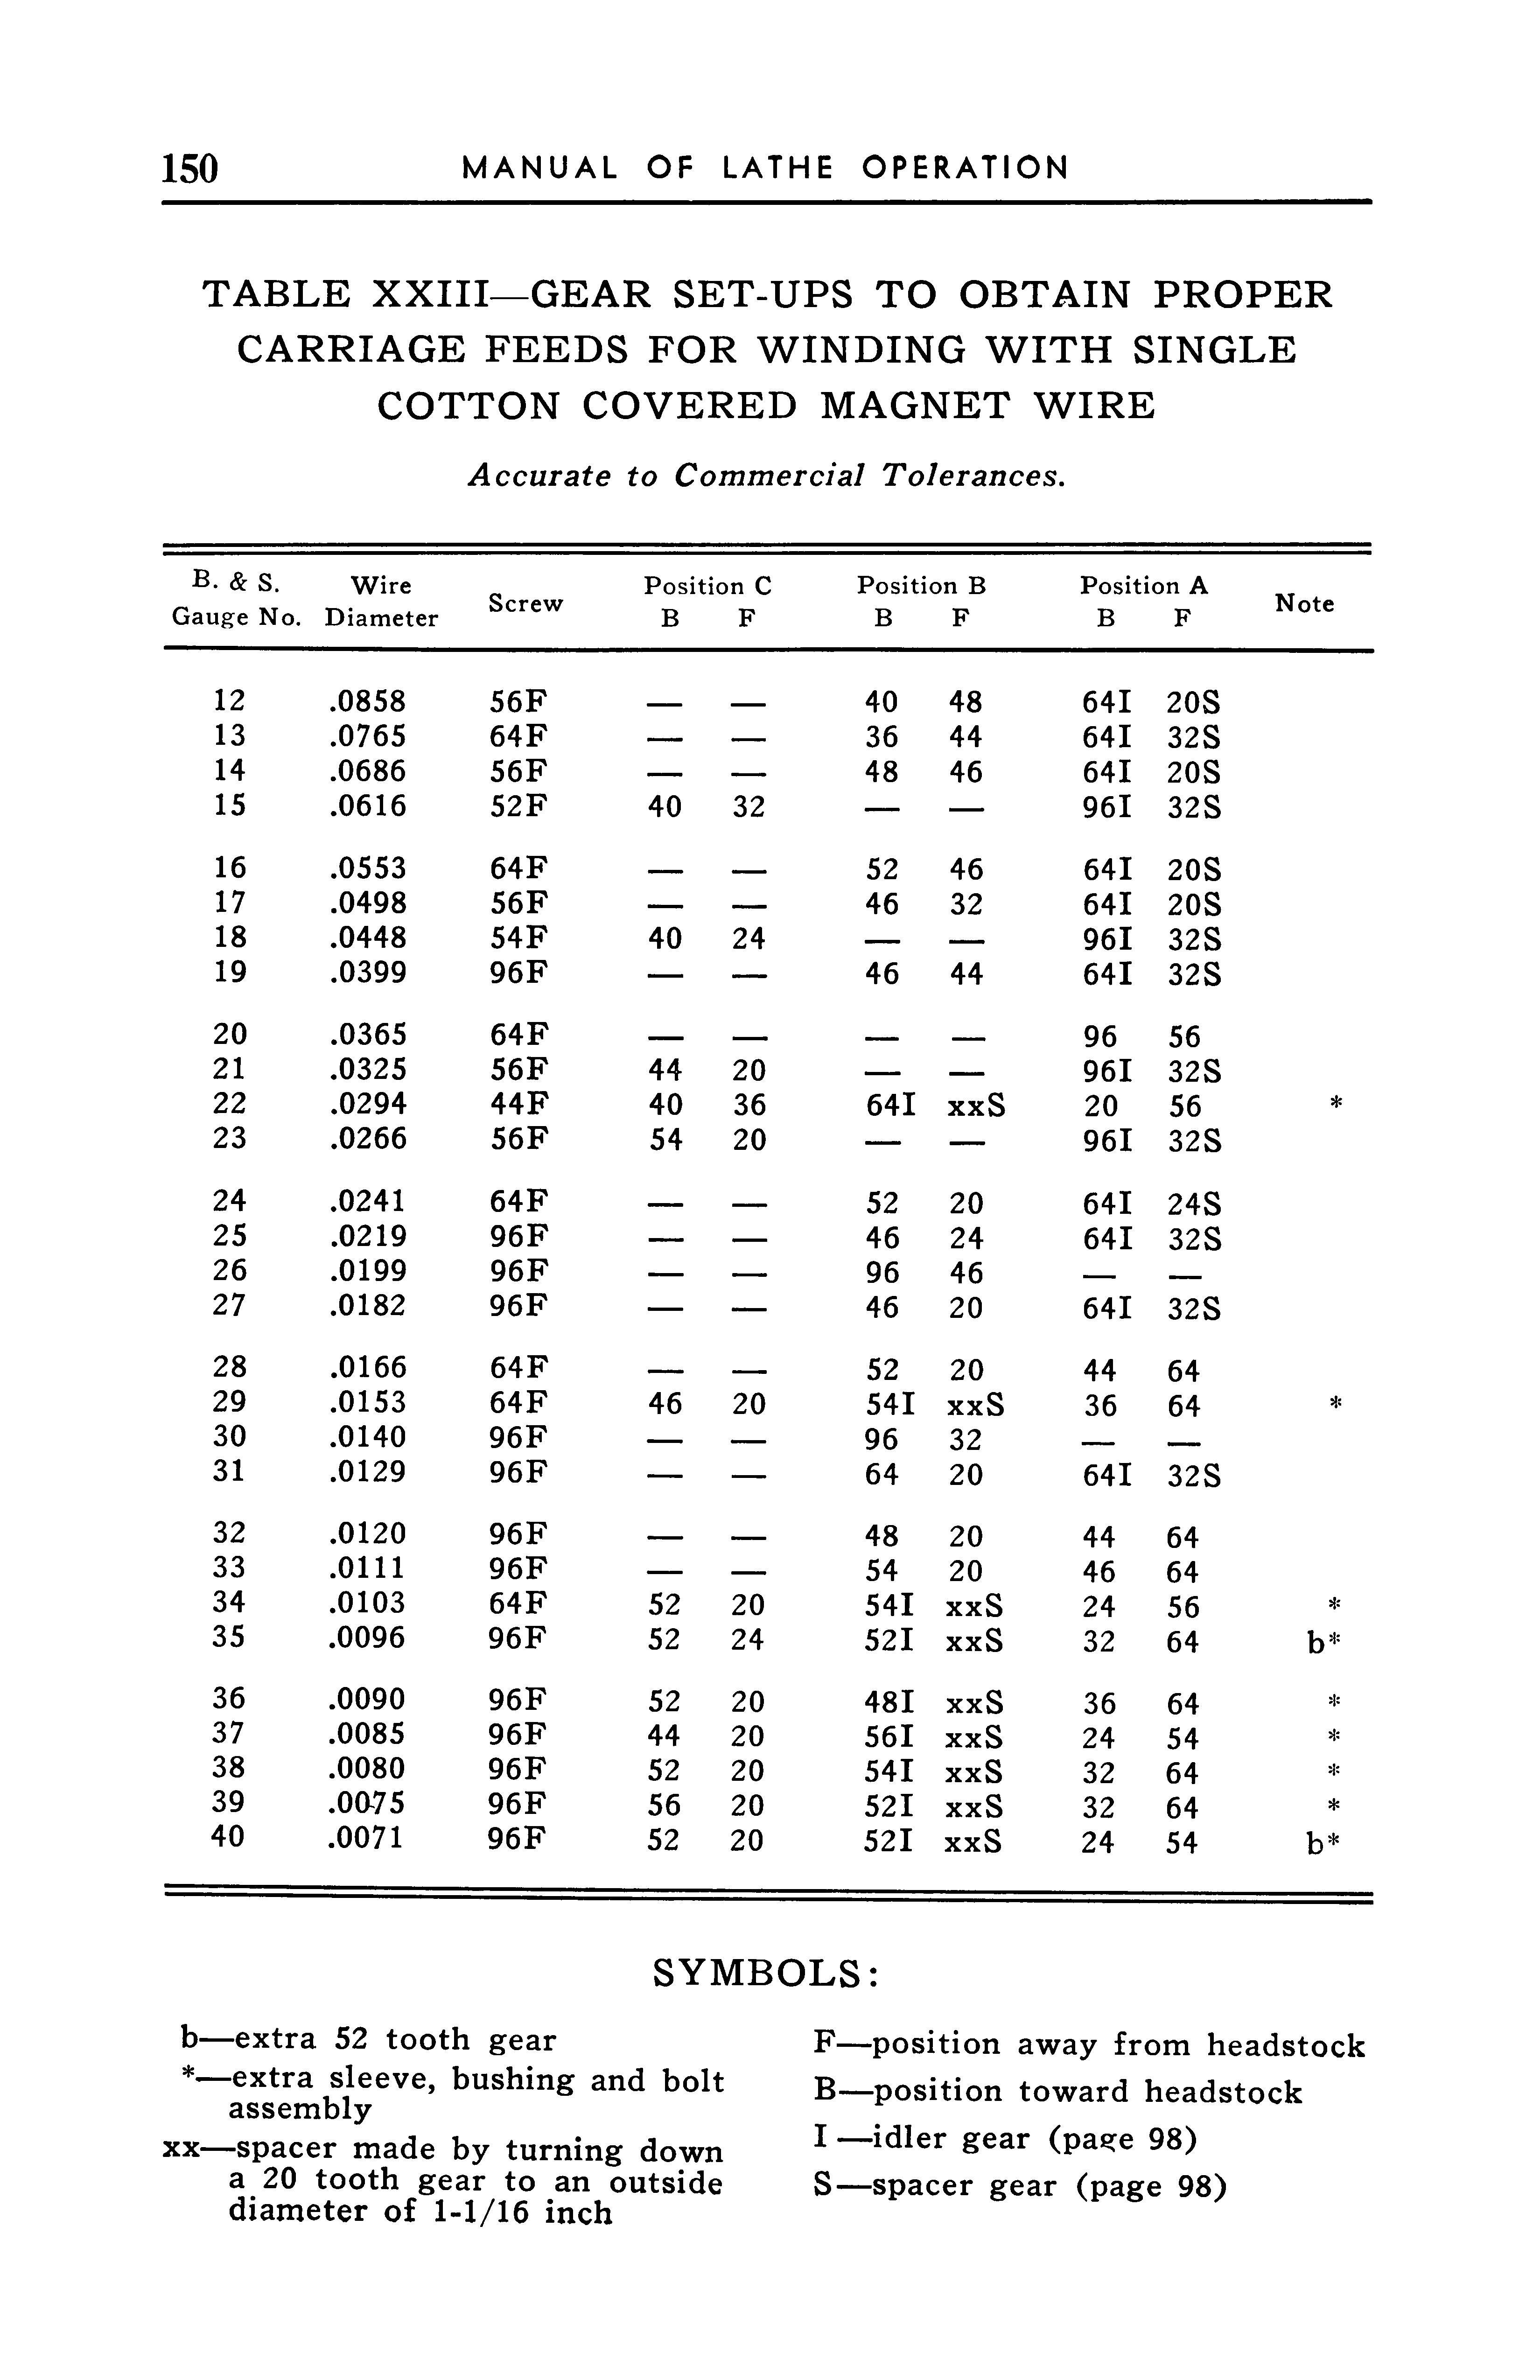 150 MANUAL OF LATHE OPERATION
TABLE XXIII—GEAR SET-UPS TO OBTAIN PROPER
CARRIAGE FEEDS FOR WINDING WITH SINGLE
COTTON COVERED MAGNET WIRE
Accurate to Commercial Tolerances.
B. & S. Wire Screw Position C Position B Position A Note
Gauge No. Diameter B F B F B F
12 .0858 56F — — 40 48 64I 20S
13 .0765 64F — — 36 44 64I 32S
14 .0686 56F — — 48 46 64I 20S
15 .0616 52F 40 32 — — 96I 32S
16 .0553 64F — — 52 46 64I 20S
17 .0498 56F — — 46 32 64I 20S
18 .0448 54F 40 24 — — 96I 32S
19 .0399 96F — — 46 44 64I 32S
20 .0365 64F — — — — 96 56
21 .0325 56F 44 20 — — 96I 32S
22 .0294 44F 40 36 64I xxS 20 56 *
23 .0266 56F 54 20 — — 96I 32S
24 .0241 64F — — 52 20 64I 24S
25 .0219 96F — — 46 24 64I 32S
26 .0199 96F — — 96 46 — —
27 .0182 96F — — 46 20 64I 32S
28 .0166 64F — — 52 20 44 64
29 .0153 64F 46 20 54I xxS 36 64 *
30 .0140 96F — — 96 32 — —
31 .0129 96F — — 64 20 64I 32S
32 .0120 96F — — 48 20 44 64
33 .0111 96F — — 54 20 46 64
34 .0103 64F 52 20 54I xxS 24 56 *
35 .0096 96F 52 24 52I xxS 32 64 b*
36 .0090 96F 52 20 48I xxS 36 64 *
37 .0085 96F 44 20 56I xxS 24 54 *
38 .0080 96F 52 20 54I xxS 32 64 *
39 .0075 96F 56 20 52I xxS 32 64 *
40 .0071 96F 52 20 52I xxS 24 54 b*
SYMBOLS:
b—extra 52 tooth gear
*—extra sleeve, bushing and bolt
assembly
xx—spacer made by turning down
a 20 tooth gear to an outside
diameter of 1-1/16 inch
F—position away from headstock
B—position toward headstock
I—idler gear (page 98)
S—spacer gear (page 98)